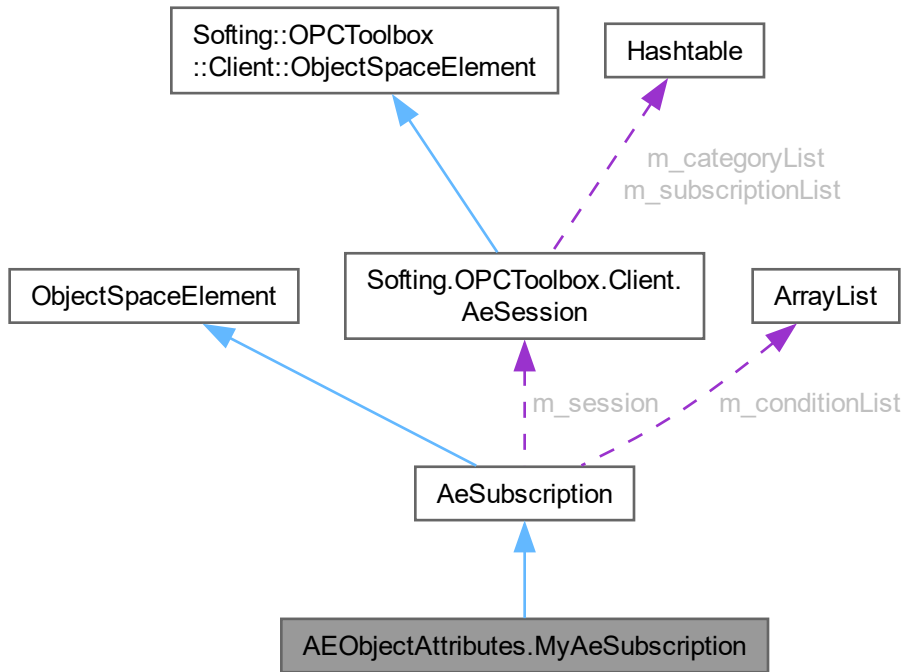 Softing::OPCToolbox
::Client::ObjectSpaceElement
Hashtable
m_categoryList
m_subscriptionList
ObjectSpaceElement
Softing.OPCToolbox.Client.
AeSession
ArrayList
m_session
m_conditionList
AeSubscription
AEObjectAttributes.MyAeSubscription